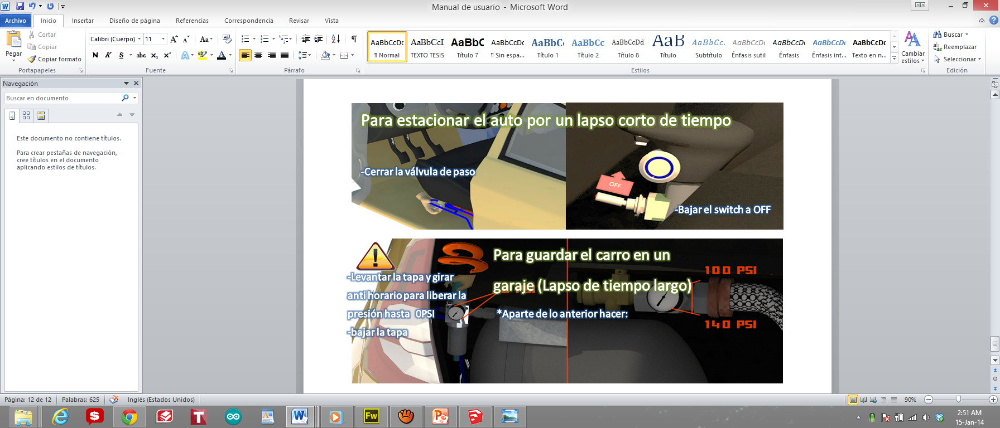 Manual de usuario - Microsoft Word
Archivo
Inicio
Insertar
Diseño de página
Referencias
Correspondencia
Revisar
Vista
Pegar
Cortar
Copiar
Copiar formato
Portapapeles
Calibri (Cuerpo)
11
Fuente
Párrafo
AaBbCcDc
¶ Normal
AaBbCcI
TEXTO TESIS
AaBbC
Título 7
AaBbCcDc
¶ Sin espa...
AaBbC
Título 1
AaBbCc
Título 2
AaBbCcDd
Título 8
AaB
Título
AaBbCc.
Subtítulo
AaBbCcDc
Énfasis sutil
AaBbCcDc
Énfasis
AaBbCcDc
Énfasis int...
AaBbCcDc
Texto en n...
Estilos
Cambiar
estilos
Buscar
Reemplazar
Seleccionar
Edición
Navegación
Buscar en documento
Este documento no contiene títulos.
Para crear pestañas de navegación,
cree títulos en el documento
aplicando estilos de títulos.
Para estacionar el auto por un lapso corto de tiempo
-Cerrar la válvula de paso
OFF
-Bajar el switch a OFF
Para guardar el carro en un
garaje (Lapso de tiempo largo)
*Aparte de lo anterior hacer:
-Levantar la tapa y girar
anti horario para liberar la
presión hasta 0PSI
-bajar la tapa
100 PSI
140 PSI
Página: 12 de 12
Palabras: 625
Inglés (Estados Unidos)
90%
2:51 AM
15-Jan-14